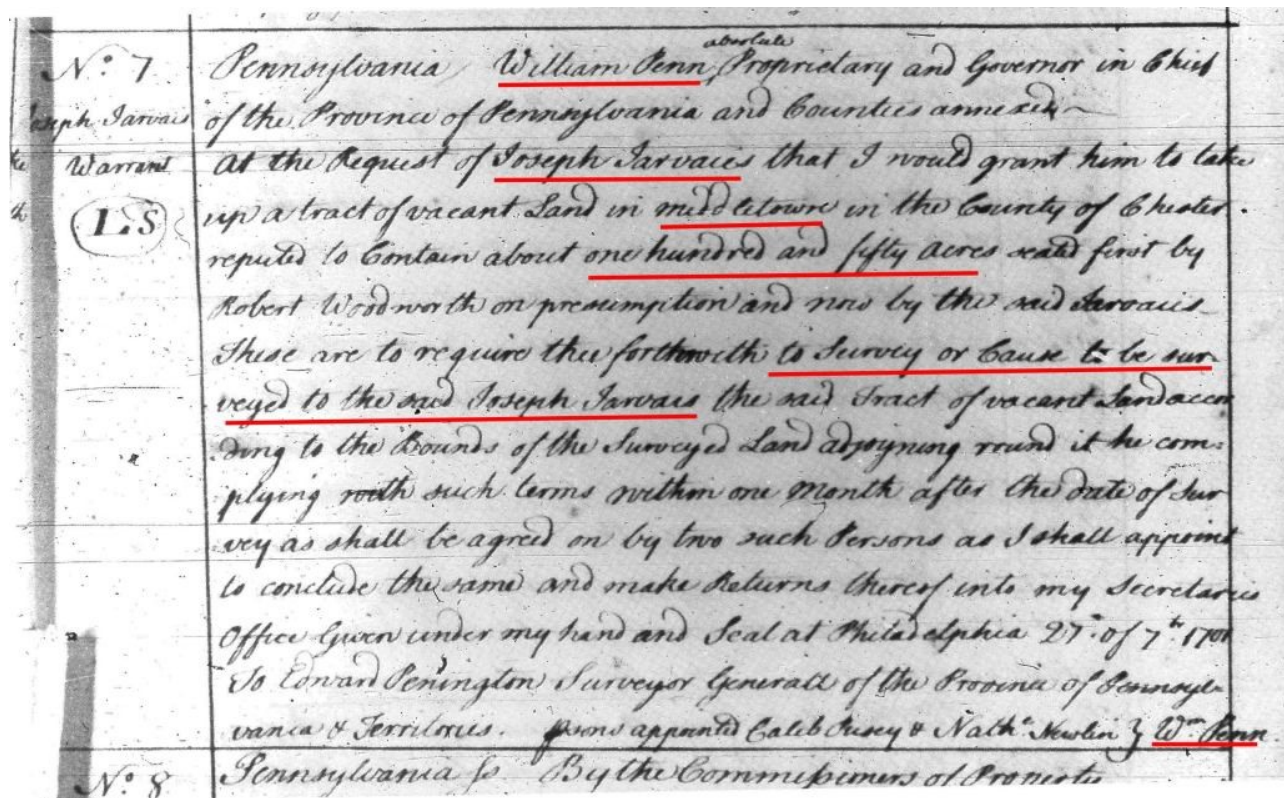 absolute
No. 7 Pennsylvania William Penn Proprietary and Governor in Chief
Joseph Jarvais of the Province of Pennsylvania and Counties annexed
Warrant At the Request of Joseph Jarvaies that I would grant him to take
L S up a tract of vacant Land in middletowne in the County of Chester.
reputed to Contain about one hundred and fifty acres seated first by
Robert Woodworth on presumption and now by the said Jarvaies
These are to require thee forthwith to Survey or Cause to be sur-
veyed to the said Joseph Jarvais the said Tract of vacant Land accor
ding to the Bounds of the Surveyed Land adjoyning round it he com-
plying with such terms within one Month after the date of Sur
vey as shall be agreed on by two such Persons as I shall appoint
to conclude the same and make Returns thereof into my Secretaries
Office Given under my hand and Seal at Philadelphia 27th of 7th 1701
To Edward Penington Surveyor Generall of the Province of Pennsyl-
vania & Territories. psons appointed Caleb Pusey & Nathn Newlin } Wm Penn
No. 8 Pennsylvania ss By the Commissioners of Property